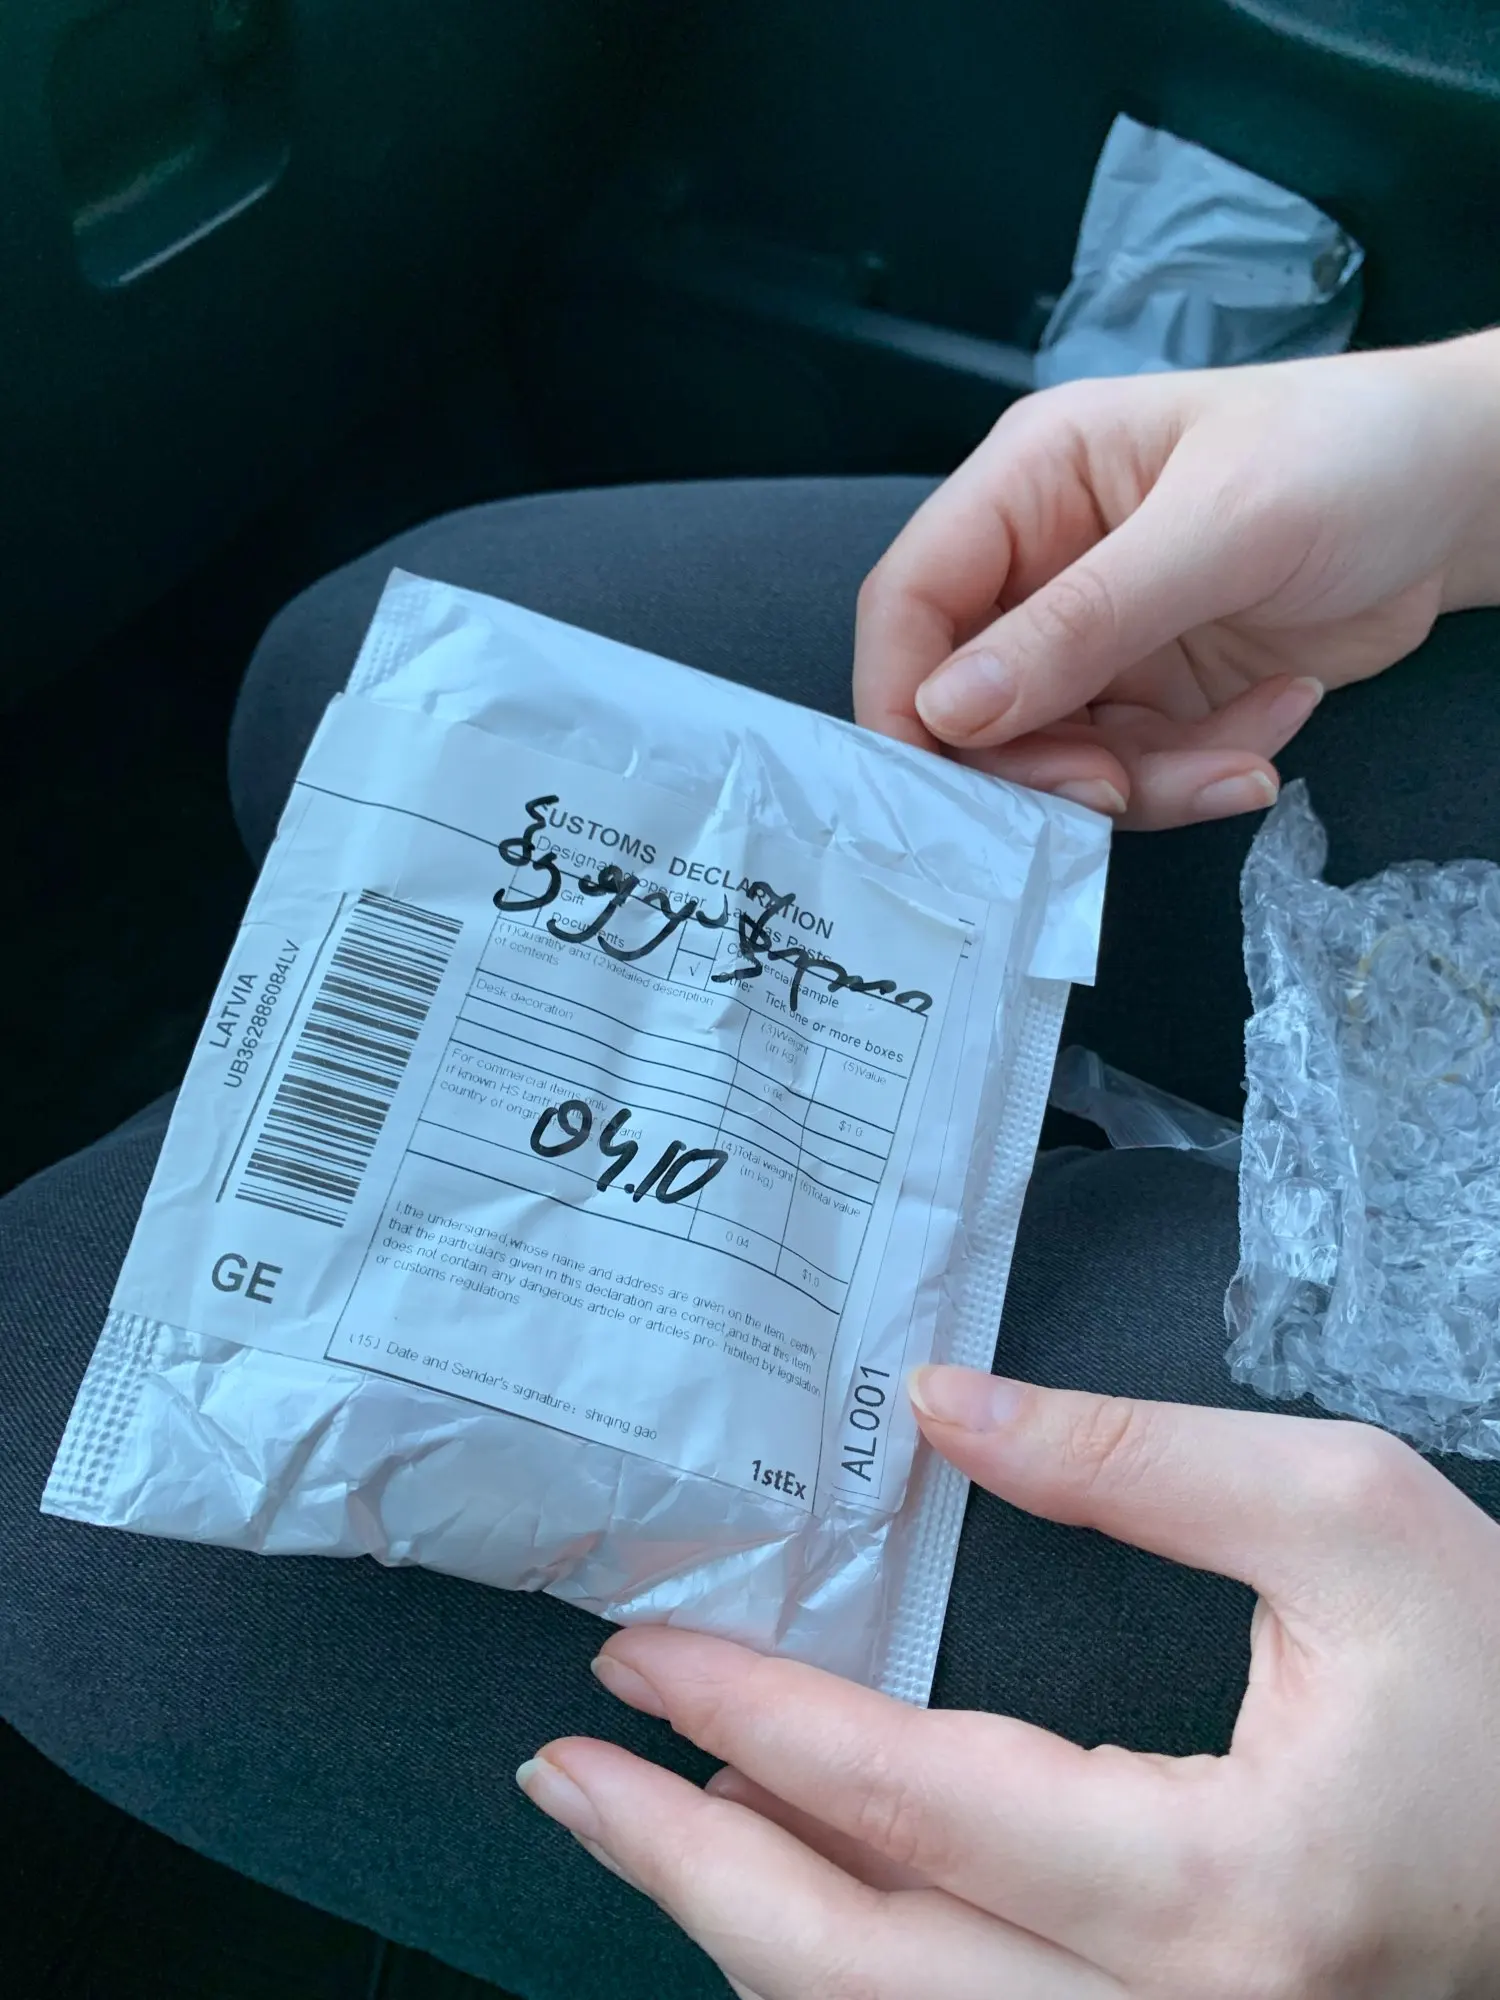 CUSTOMS DECLARATION
Designated operator Latvijas Pasts
Gift
Documents
√
Commercial sample
Other
Tick one or more boxes
(1)Quantity and (2)detailed description
of contents
(3)Weight
(in kg)
(5)Value
Desk decoration
0.04
$1.0
For commercial items only
If known HS tariff number and
country of origin
(4)Total weight
(in kg)
(6)Total value
04.10
0.04
$1.0
I,the undersigned,whose name and address are given on the item, certify
that the particulars given in this declaration are correct,and that this item
does not contain any dangerous article or articles pro- hibited by legislation
or customs regulations
(15) Date and Sender's signature: shiqing gao
1stEx
AL001
LATVIA
UB362886084LV
GE